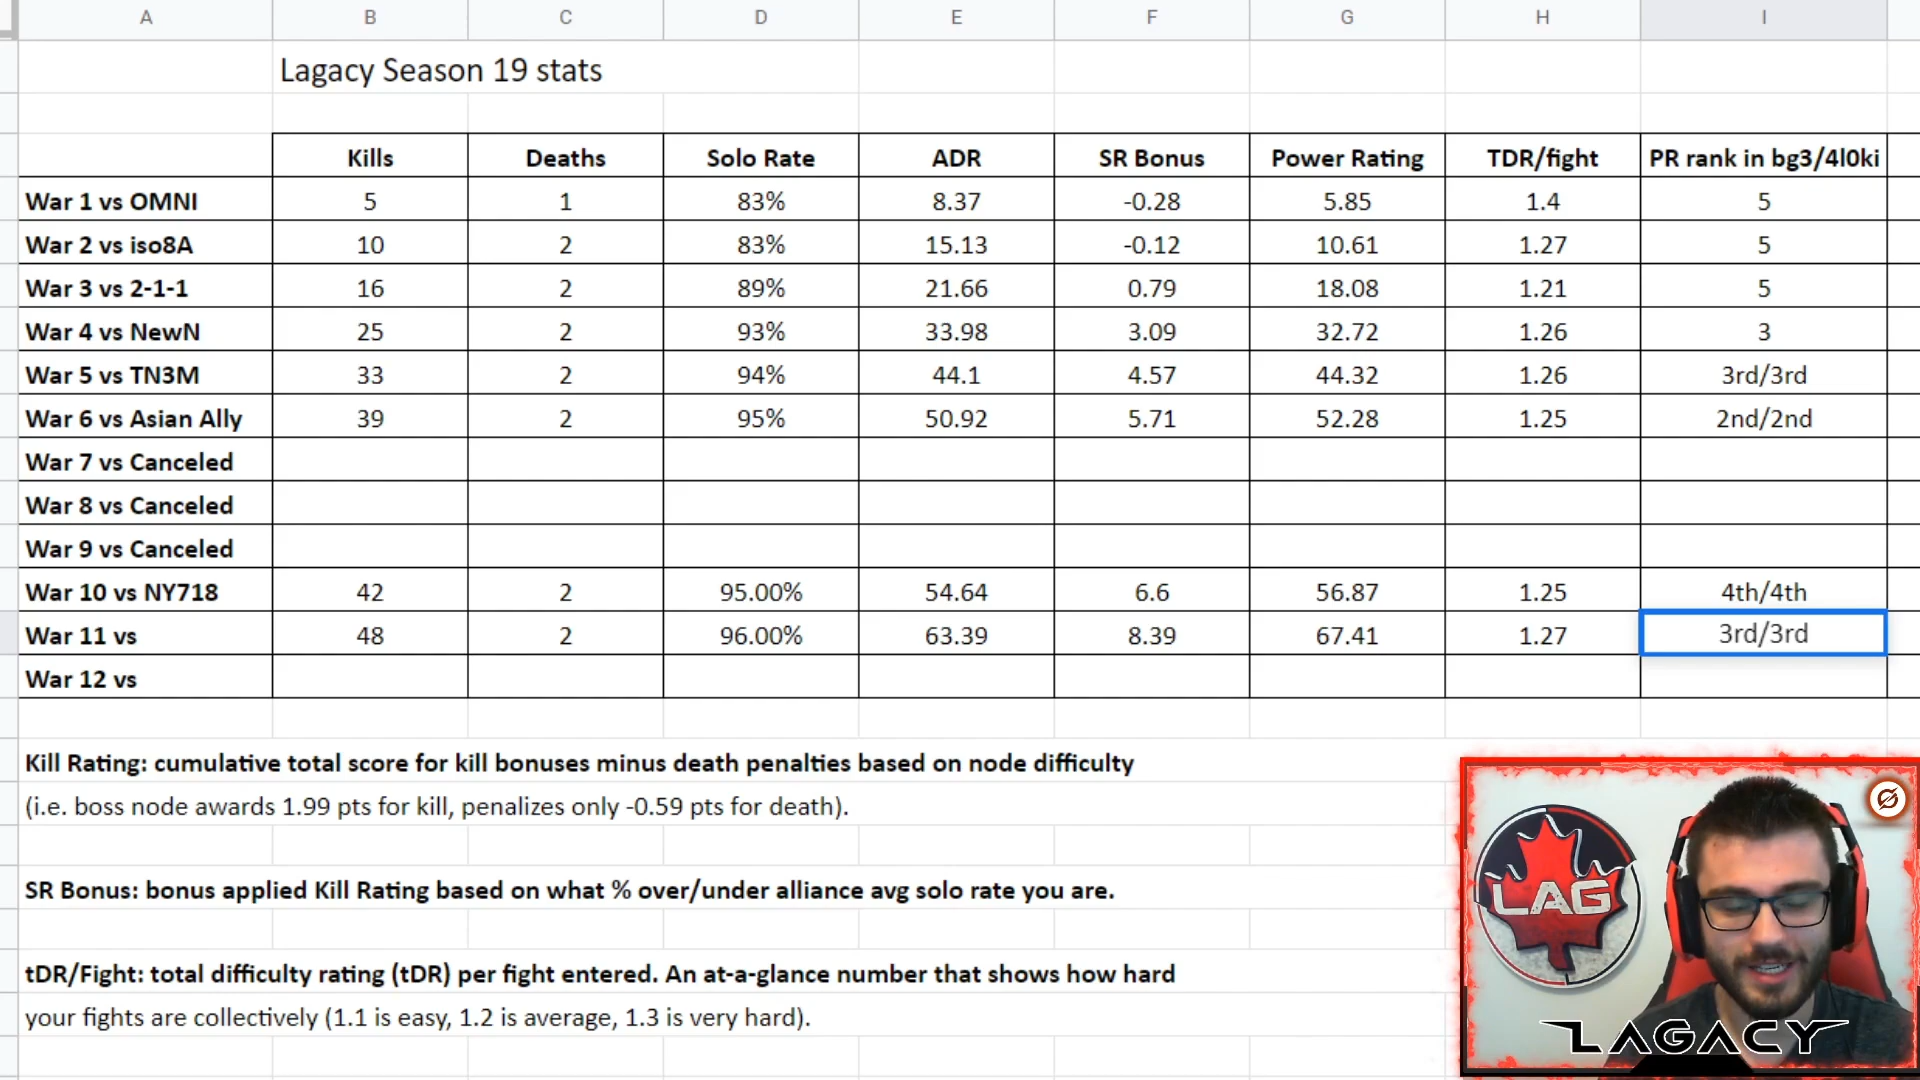 A B C D E F G H I
Lagacy Season 19 stats
Kills Deaths Solo Rate ADR SR Bonus Power Rating TDR/fight PR rank in bg3/4l0ki
War 1 vs OMNI 5 1 83% 8.37 -0.28 5.85 1.4 5
War 2 vs iso8A 10 2 83% 15.13 -0.12 10.61 1.27 5
War 3 vs 2-1-1 16 2 89% 21.66 0.79 18.08 1.21 5
War 4 vs NewN 25 2 93% 33.98 3.09 32.72 1.26 3
War 5 vs TN3M 33 2 94% 44.1 4.57 44.32 1.26 3rd/3rd
War 6 vs Asian Ally 39 2 95% 50.92 5.71 52.28 1.25 2nd/2nd
War 7 vs Canceled
War 8 vs Canceled
War 9 vs Canceled
War 10 vs NY718 42 2 95.00% 54.64 6.6 56.87 1.25 4th/4th
War 11 vs 48 2 96.00% 63.39 8.39 67.41 1.27 3rd/3rd
War 12 vs
Kill Rating: cumulative total score for kill bonuses minus death penalties based on node difficulty
(i.e. boss node awards 1.99 pts for kill, penalizes only -0.59 pts for death).
SR Bonus: bonus applied Kill Rating based on what % over/under alliance avg solo rate you are.
tDR/Fight: total difficulty rating (tDR) per fight entered. An at-a-glance number that shows how hard
your fights are collectively (1.1 is easy, 1.2 is average, 1.3 is very hard).
LAG
LAGACY